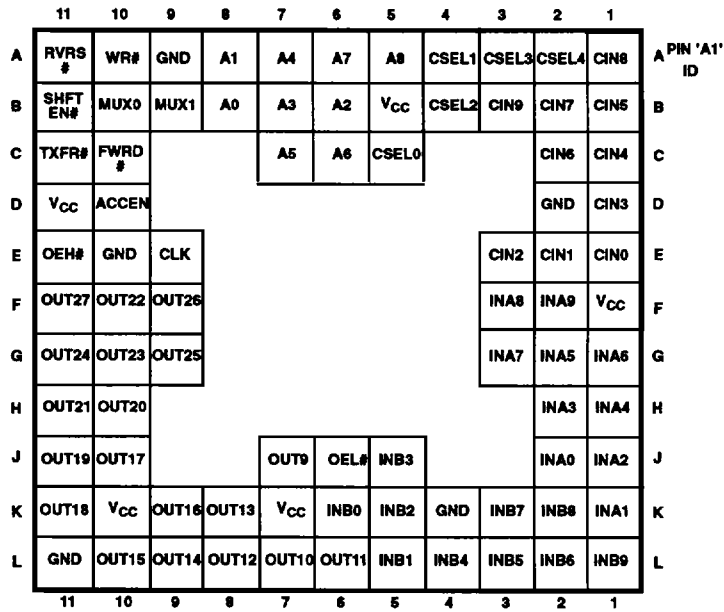 11 10 9 8 7 6 5 4 3 2 1
A RVRS # WR# GND A1 A4 A7 A8 CSEL1 CSEL3 CSEL4 CIN8 A PIN 'A1' ID
B SHFT EN# MUX0 MUX1 A0 A3 A2 VCC CSEL2 CIN9 CIN7 CIN5 B
C TXFR# FWRD # A5 A6 CSEL0 CIN6 CIN4 C
D VCC ACCEN GND CIN3 D
E OEH# GND CLK CIN2 CIN1 CIN0 E
F OUT27 OUT22 OUT26 INA8 INA9 VCC F
G OUT24 OUT23 OUT25 INA7 INA5 INA6 G
H OUT21 OUT20 INA3 INA4 H
J OUT19 OUT17 OUT9 OEL# INB3 INA0 INA2 J
K OUT18 VCC OUT16 OUT13 VCC INB0 INB2 GND INB7 INB8 INA1 K
L GND OUT15 OUT14 OUT12 OUT10 OUT11 INB1 INB4 INB5 INB6 INB9 L
11 10 9 8 7 6 5 4 3 2 1